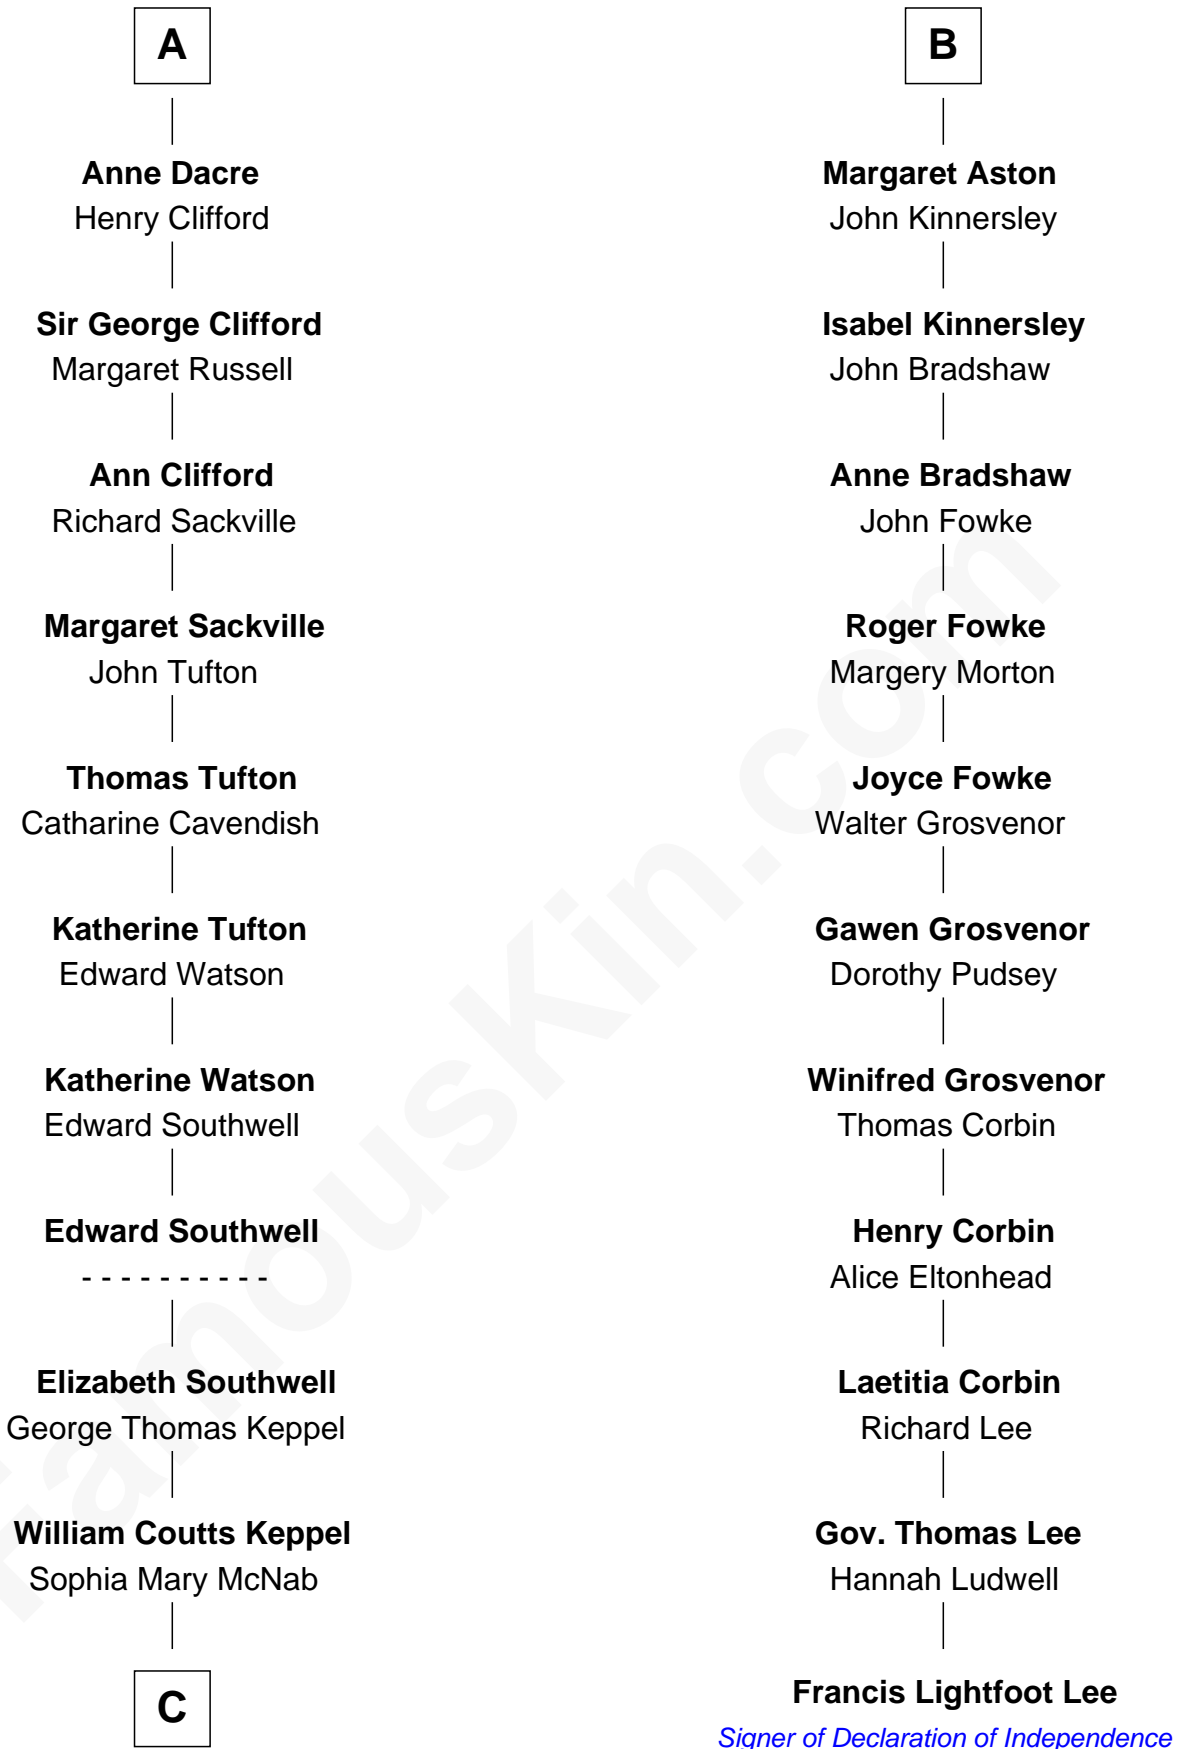 A
Anne Dacre
Henry Clifford
Sir George Clifford
Margaret Russell
Ann Clifford
Richard Sackville
Margaret Sackville
John Tufton
Thomas Tufton
Catharine Cavendish
Katherine Tufton
Edward Watson
Katherine Watson
Edward Southwell
Edward Southwell
- - - - - - - - - -
Elizabeth Southwell
George Thomas Keppel
William Coutts Keppel
Sophia Mary McNab
C
B
Margaret Aston
John Kinnersley
Isabel Kinnersley
John Bradshaw
Anne Bradshaw
John Fowke
Roger Fowke
Margery Morton
Joyce Fowke
Walter Grosvenor
Gawen Grosvenor
Dorothy Pudsey
Winifred Grosvenor
Thomas Corbin
Henry Corbin
Alice Eltonhead
Laetitia Corbin
Richard Lee
Gov. Thomas Lee
Hannah Ludwell
Francis Lightfoot Lee
Signer of Declaration of Independence
FamousKin.com